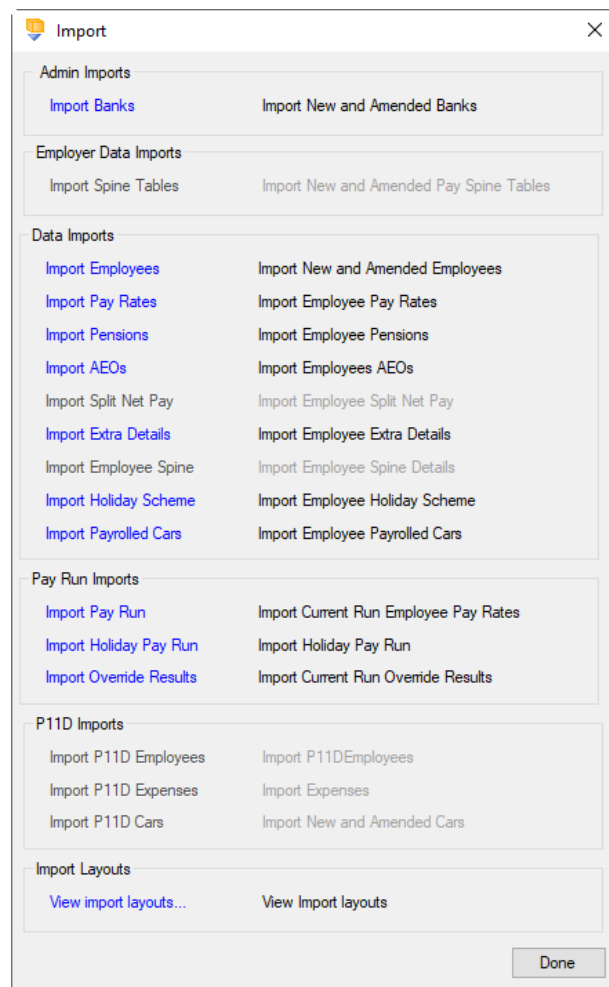 Import
Admin Imports
Import Banks Import New and Amended Banks
Employer Data Imports
Import Spine Tables Import New and Amended Pay Spine Tables
Data Imports
Import Employees Import New and Amended Employees
Import Pay Rates Import Employee Pay Rates
Import Pensions Import Employee Pensions
Import AEOs Import Employees AEOs
Import Split Net Pay Import Employee Split Net Pay
Import Extra Details Import Employee Extra Details
Import Employee Spine Import Employee Spine Details
Import Holiday Scheme Import Employee Holiday Scheme
Import Payrolled Cars Import Employee Payrolled Cars
Pay Run Imports
Import Pay Run Import Current Run Employee Pay Rates
Import Holiday Pay Run Import Holiday Pay Run
Import Override Results Import Current Run Override Results
P11D Imports
Import P11D Employees Import P11DEmployees
Import P11D Expenses Import Expenses
Import P11D Cars Import New and Amended Cars
Import Layouts
View import layouts... View Import layouts
Done